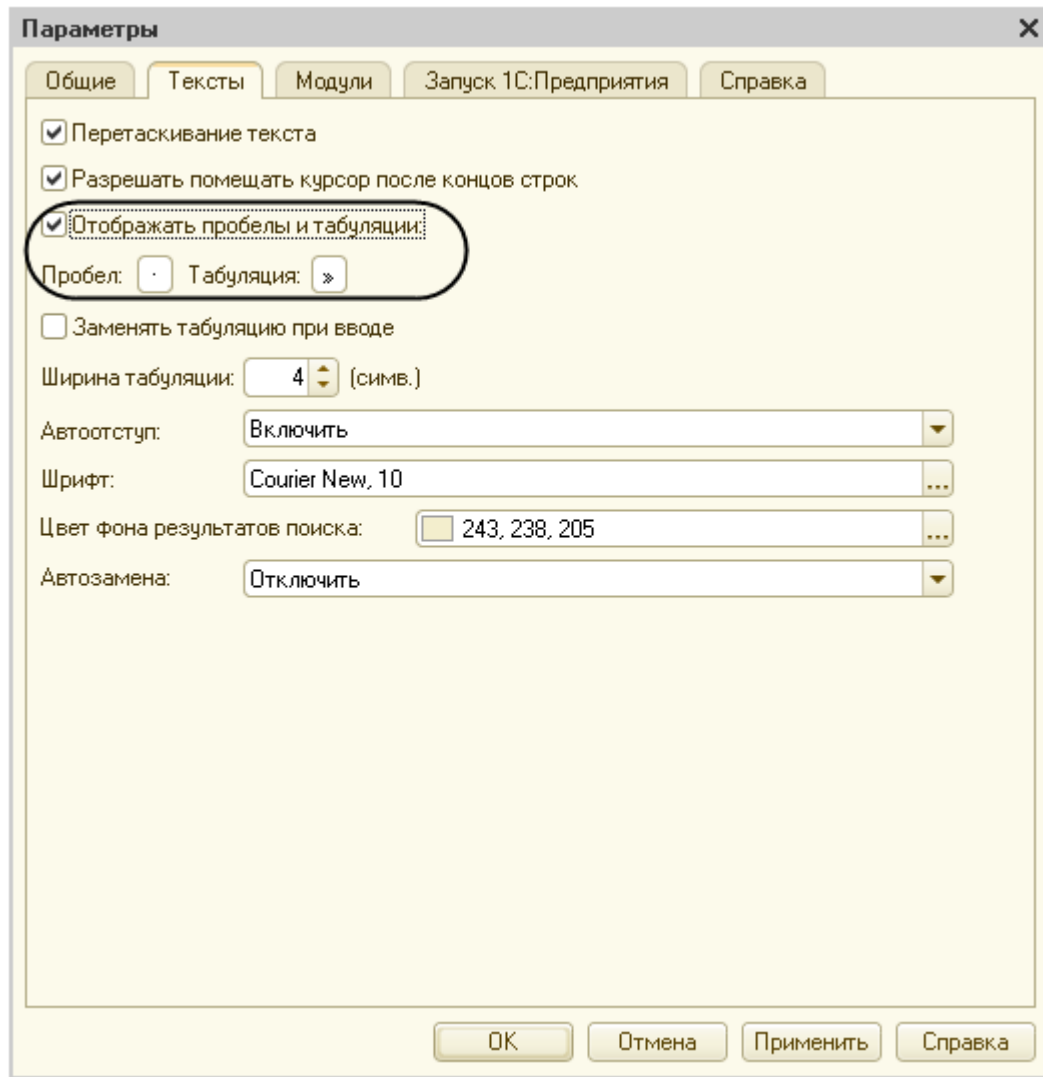 Параметры
Общие Тексты Модули Запуск 1С:Предприятия Справка
Перетаскивание текста
Разрешать помещать курсор после концов строк
Отображать пробелы и табуляции:
Пробел: · Табуляция: »
Заменять табуляцию при вводе
Ширина табуляции: 4 (симв.)
Автоотступ: Включить
Шрифт: Courier New, 10 ...
Цвет фона результатов поиска: 243, 238, 205 ...
Автозамена: Отключить
OK Отмена Применить Справка